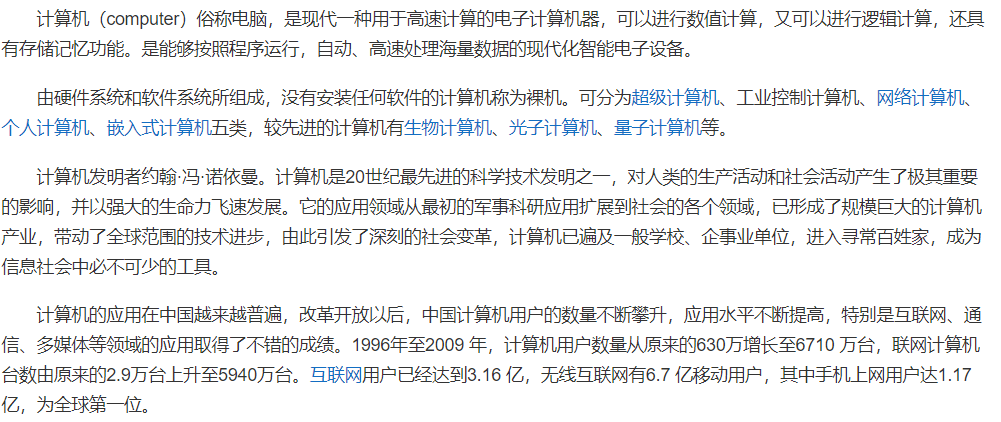 计算机（computer）俗称电脑，是现代一种用于高速计算的电子计算机器，可以进行数值计算，又可以进行逻辑计算，还具
有存储记忆功能。是能够按照程序运行，自动、高速处理海量数据的现代化智能电子设备。
由硬件系统和软件系统所组成，没有安装任何软件的计算机称为裸机。可分为超级计算机、工业控制计算机、网络计算机、
个人计算机、嵌入式计算机五类，较先进的计算机有生物计算机、光子计算机、量子计算机等。
计算机发明者约翰·冯·诺依曼。计算机是20世纪最先进的科学技术发明之一，对人类的生产活动和社会活动产生了极其重要
的影响，并以强大的生命力飞速发展。它的应用领域从最初的军事科研应用扩展到社会的各个领域，已形成了规模巨大的计算机
产业，带动了全球范围的技术进步，由此引发了深刻的社会变革，计算机已遍及一般学校、企事业单位，进入寻常百姓家，成为
信息社会中必不可少的工具。
计算机的应用在中国越来越普遍，改革开放以后，中国计算机用户的数量不断攀升，应用水平不断提高，特别是互联网、通
信、多媒体等领域的应用取得了不错的成绩。1996年至2009 年，计算机用户数量从原来的630万增长至6710 万台，联网计算机
台数由原来的2.9万台上升至5940万台。互联网用户已经达到3.16 亿，无线互联网有6.7 亿移动用户，其中手机上网用户达1.17
亿，为全球第一位。